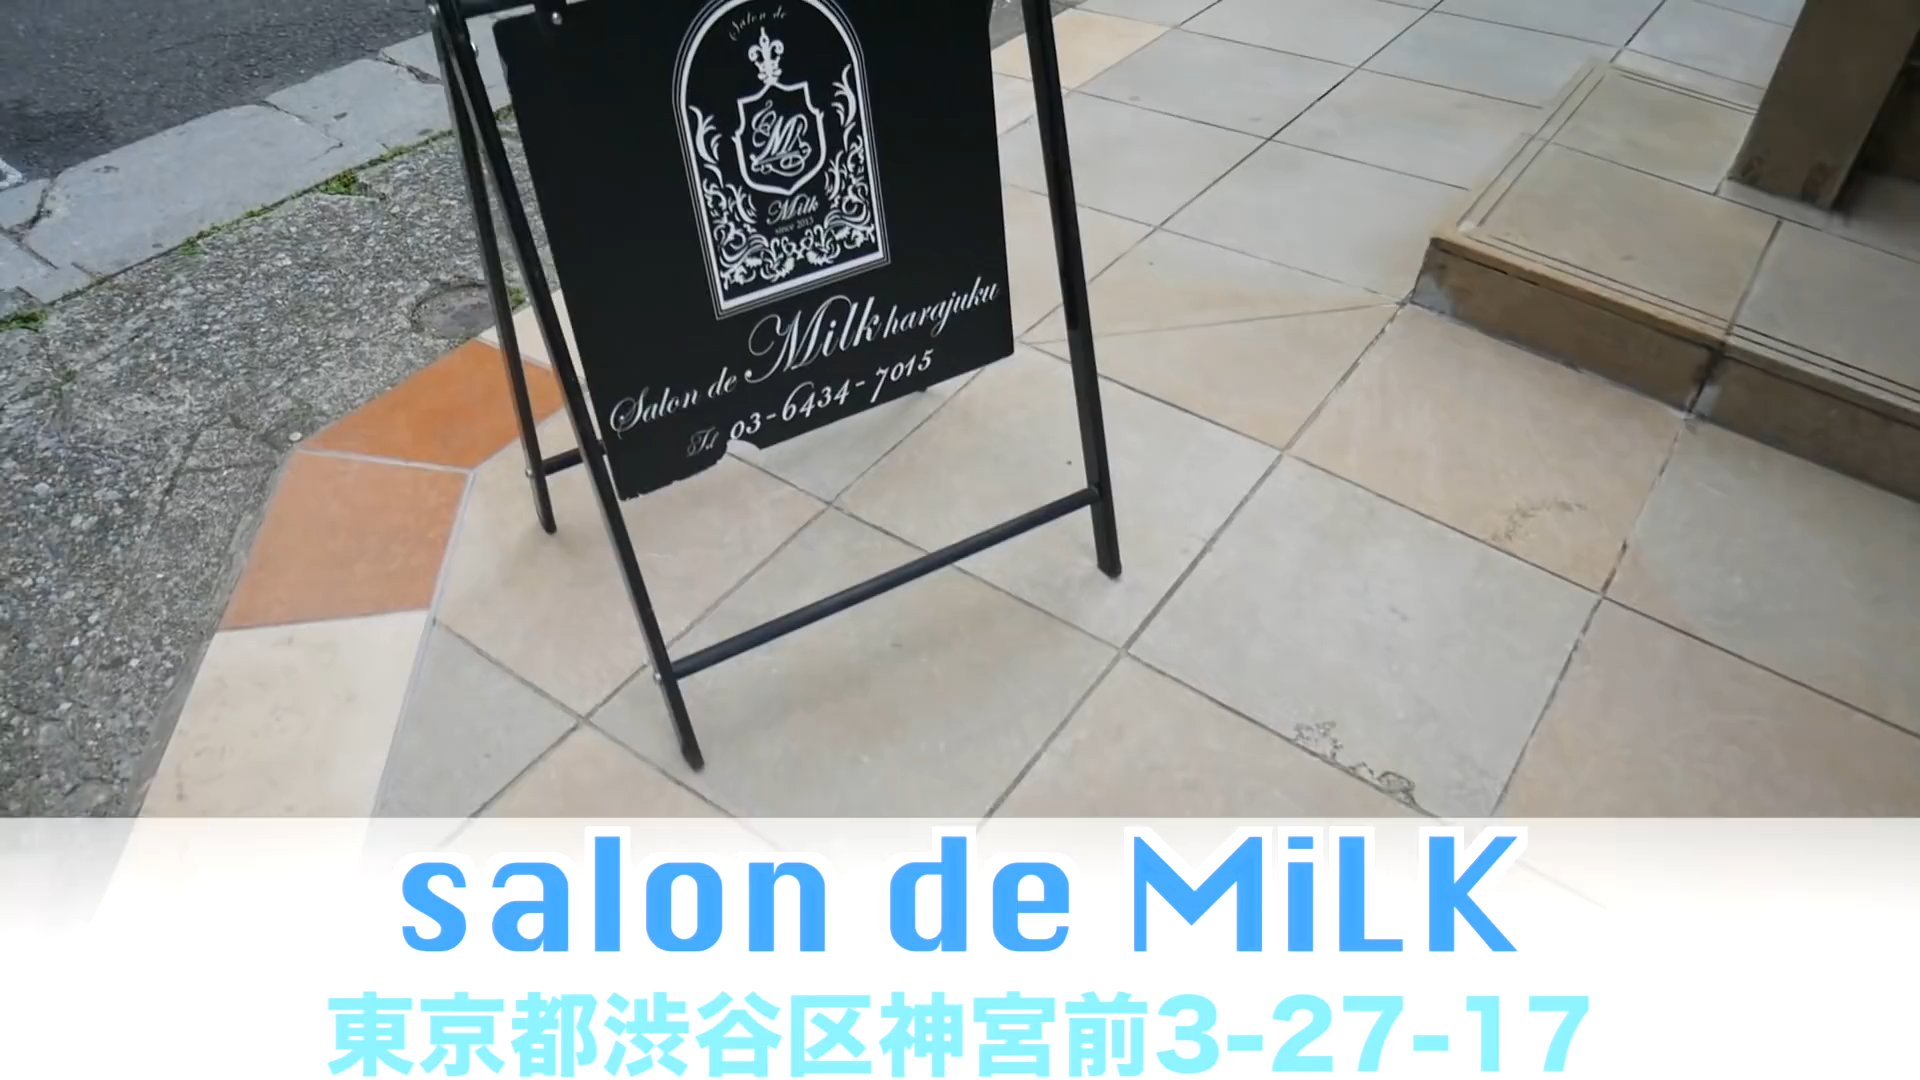 Salon de
Milk
since 2013
Salon de Milk harajuku
Tel 03-6434-7015
salon de MiLK
東京都渋谷区神宮前3-27-17